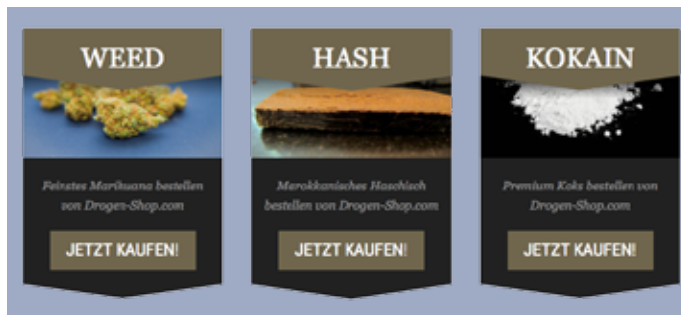 WEED
Feinstes Marihuana bestellen
von Drogen-Shop.com
JETZT KAUFEN!
HASH
Marokkanisches Haschisch
bestellen von Drogen-Shop.com
JETZT KAUFEN!
KOKAIN
Premium Koks bestellen von
Drogen-Shop.com
JETZT KAUFEN!